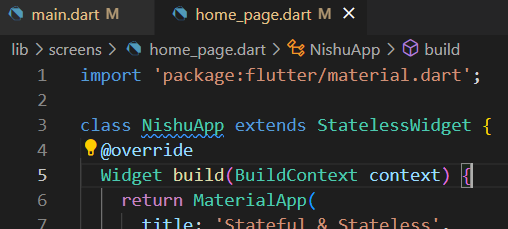 main.dart M home_page.dart M
lib > screens > home_page.dart > NishuApp > build
1 import 'package:flutter/material.dart';
2
3 class NishuApp extends StatelessWidget {
4 @override
5 Widget build(BuildContext context) {
6 return MaterialApp(
7 title: 'Stateful & Stateless',